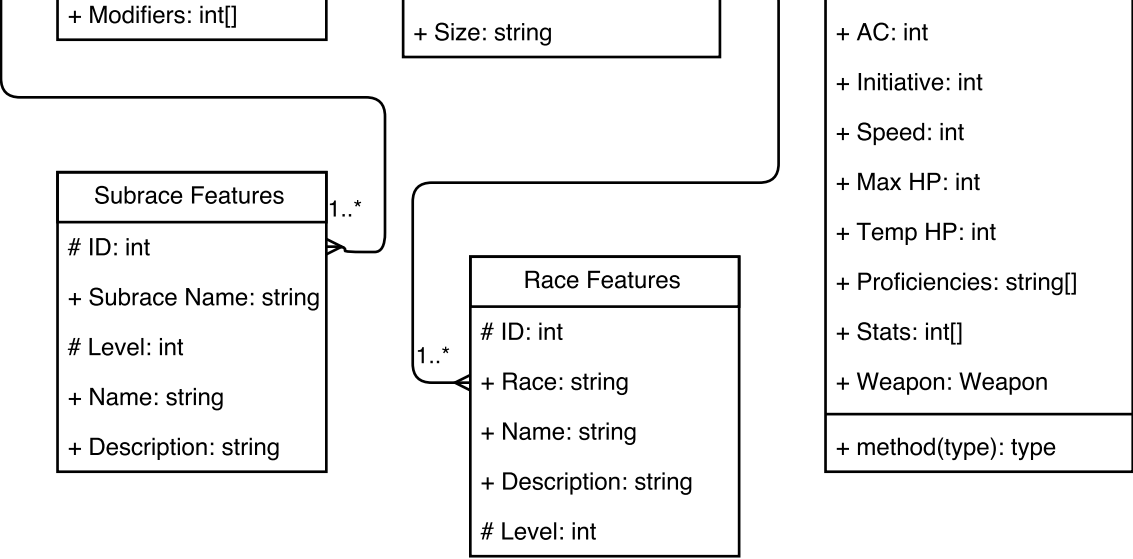 + Modifiers: int[]
+ Size: string
Subrace Features
1..*
# ID: int
+ Subrace Name: string
# Level: int
+ Name: string
+ Description: string
Race Features
1..*
# ID: int
+ Race: string
+ Name: string
+ Description: string
# Level: int
+ AC: int
+ Initiative: int
+ Speed: int
+ Max HP: int
+ Temp HP: int
+ Proficiencies: string[]
+ Stats: int[]
+ Weapon: Weapon
+ method(type): type